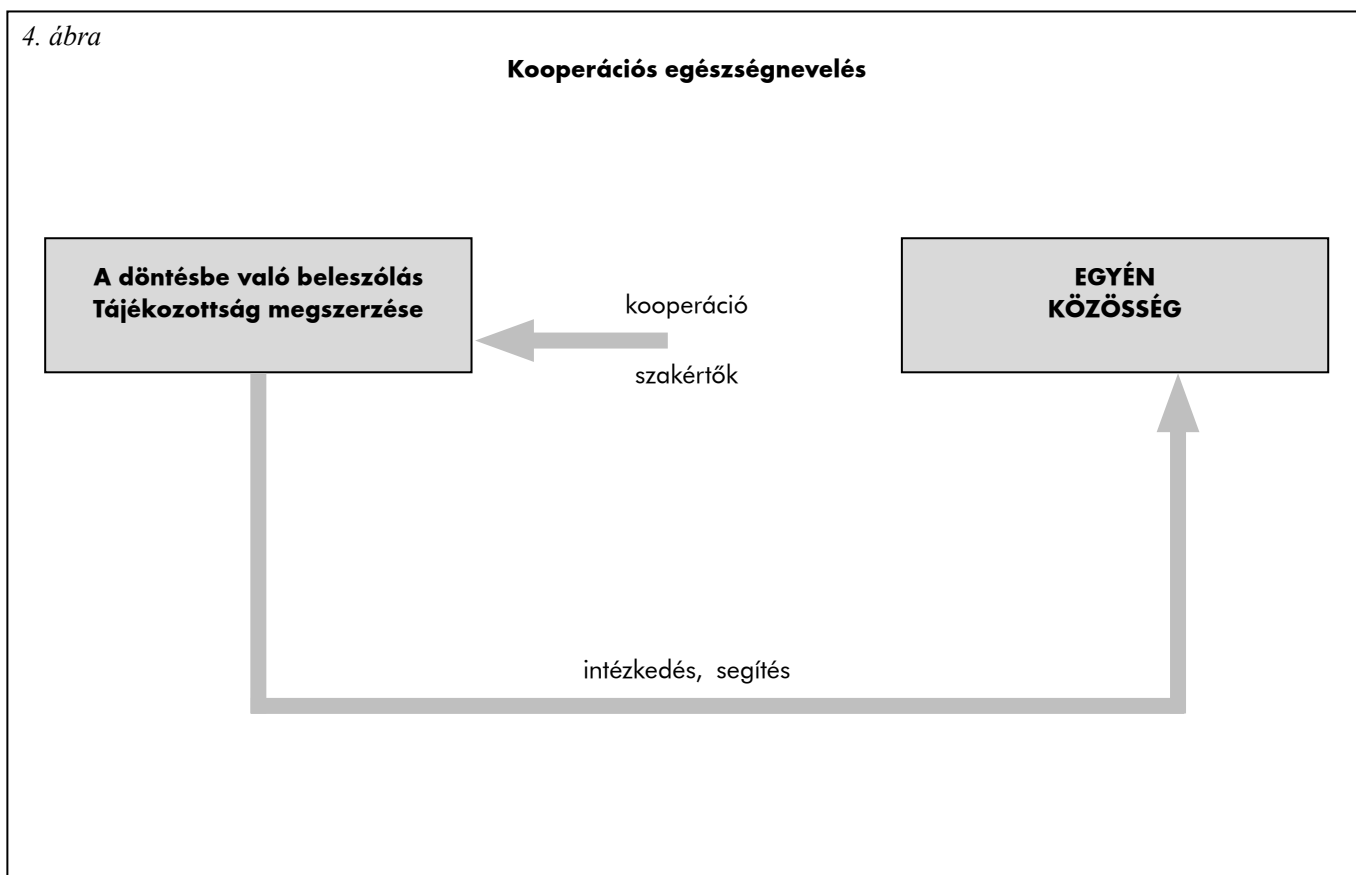 4. ábra
Kooperációs egészségnevelés
A döntésbe való beleszólás
Tájékozottság megszerzése
kooperáció
szakértők
EGYÉN
KÖZÖSSÉG
intézkedés, segítés